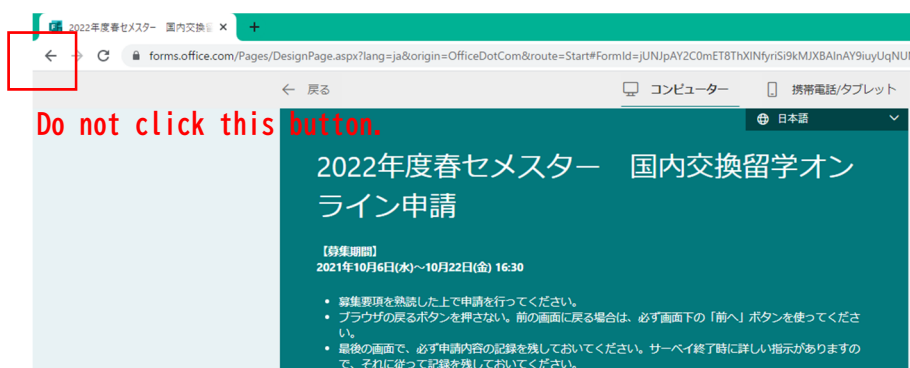 2022年度春セメスター 国内交換
forms.office.com/Pages/DesignPage.aspx?lang=ja&origin=OfficeDotCom&route=Start#FormId=jUNJpAY2C0mET8ThXINfyriSi9kMJXBAlnAY9iuyUqNUN
戻る コンピューター 携帯電話/タブレット
Do not click this button.
日本語
2022年度春セメスター 国内交換留学オン
ライン申請
【募集期間】
2021年10月6日(水)～10月22日(金) 16:30
• 募集要項を熟読した上で申請を行ってください。
• ブラウザの戻るボタンを押さない。前の画面に戻る場合は、必ず画面下の「前へ」ボタンを使ってくださ
い。
• 最後の画面で、必ず申請内容の記録を残しておいてください。サーベイ終了時に詳しい指示がありますの
で、それに従って記録を残しておいてください。